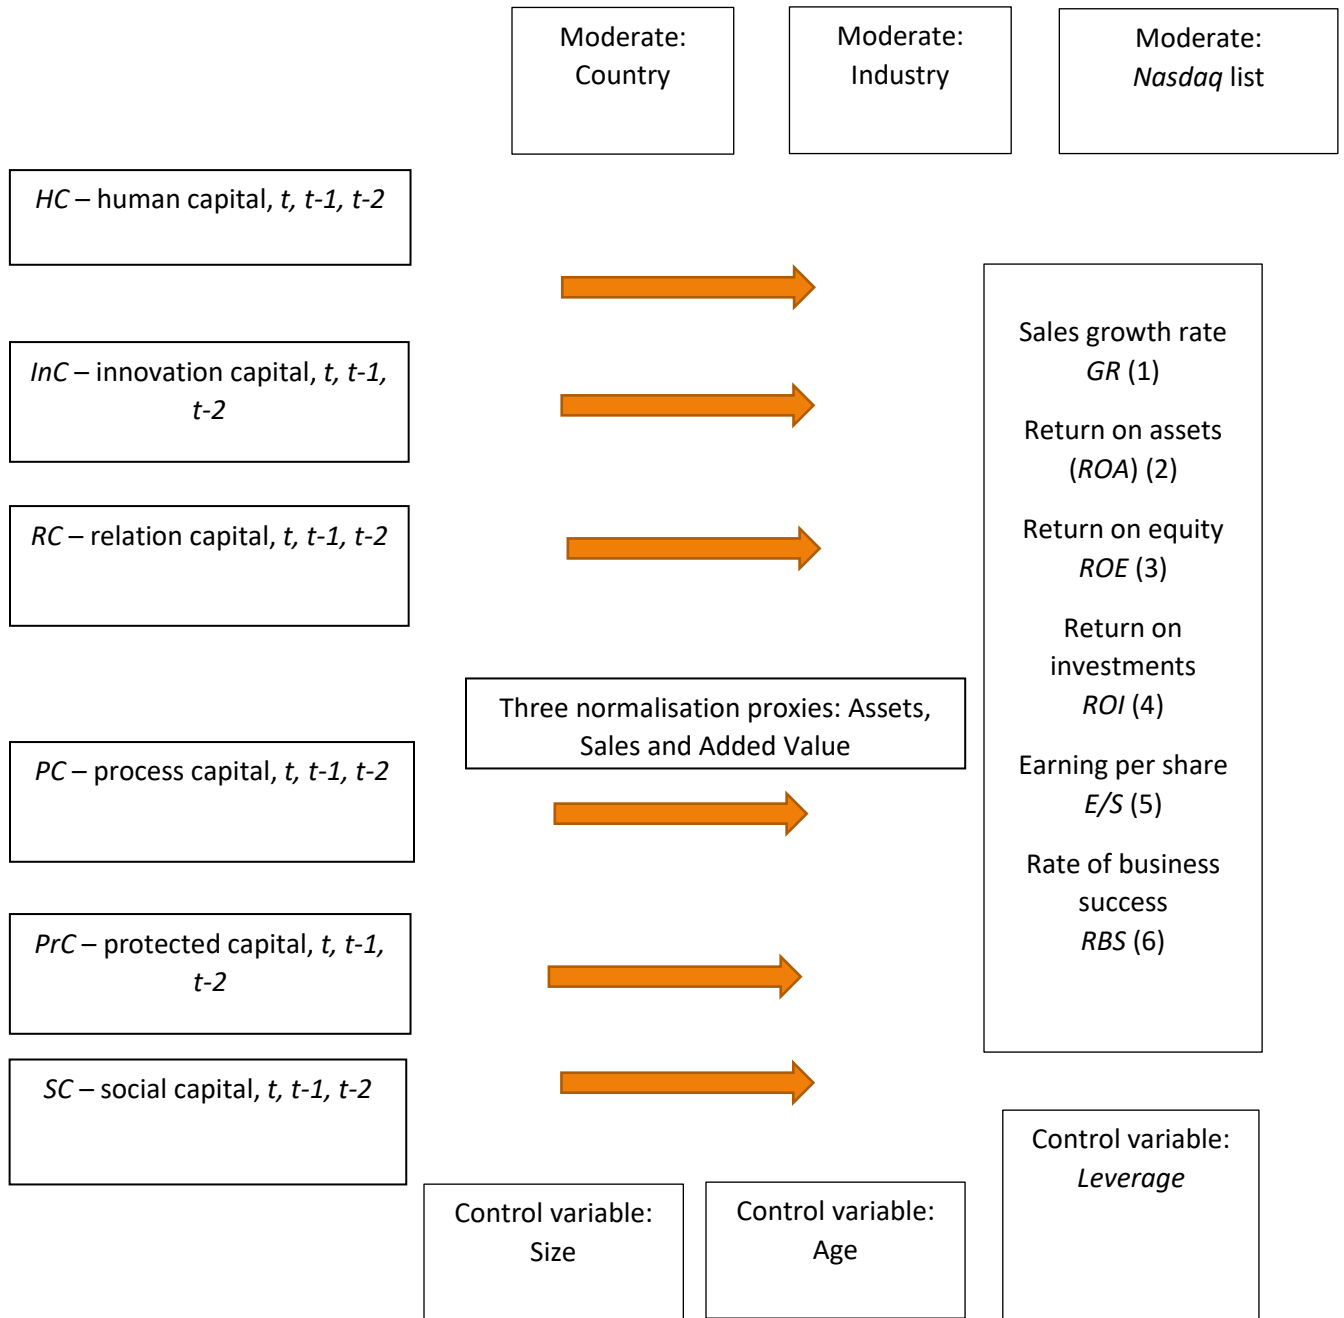 Moderate:
Country
Moderate:
Industry
Moderate:
Nasdaq list
HC – human capital, t, t-1, t-2
InC – innovation capital, t, t-1,
t-2
RC – relation capital, t, t-1, t-2
PC – process capital, t, t-1, t-2
PrC – protected capital, t, t-1,
t-2
SC – social capital, t, t-1, t-2
Three normalisation proxies: Assets,
Sales and Added Value
Sales growth rate
GR (1)
Return on assets
(ROA) (2)
Return on equity
ROE (3)
Return on
investments
ROI (4)
Earning per share
E/S (5)
Rate of business
success
RBS (6)
Control variable:
Size
Control variable:
Age
Control variable:
Leverage